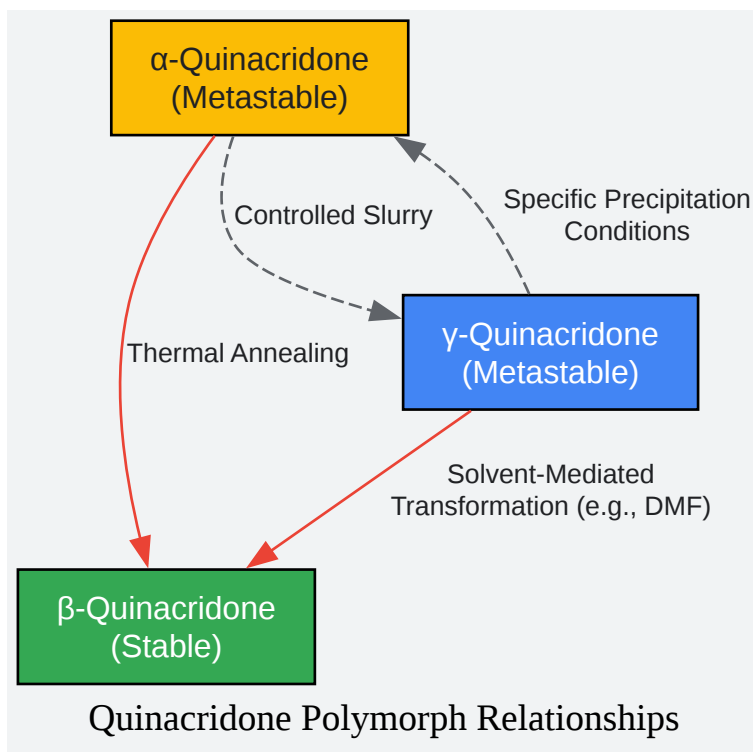 α-Quinacridone
(Metastable)
Controlled Slurry
Specific Precipitation
Conditions
Thermal Annealing
γ-Quinacridone
(Metastable)
Solvent-Mediated
Transformation (e.g., DMF)
β-Quinacridone
(Stable)
Quinacridone Polymorph Relationships